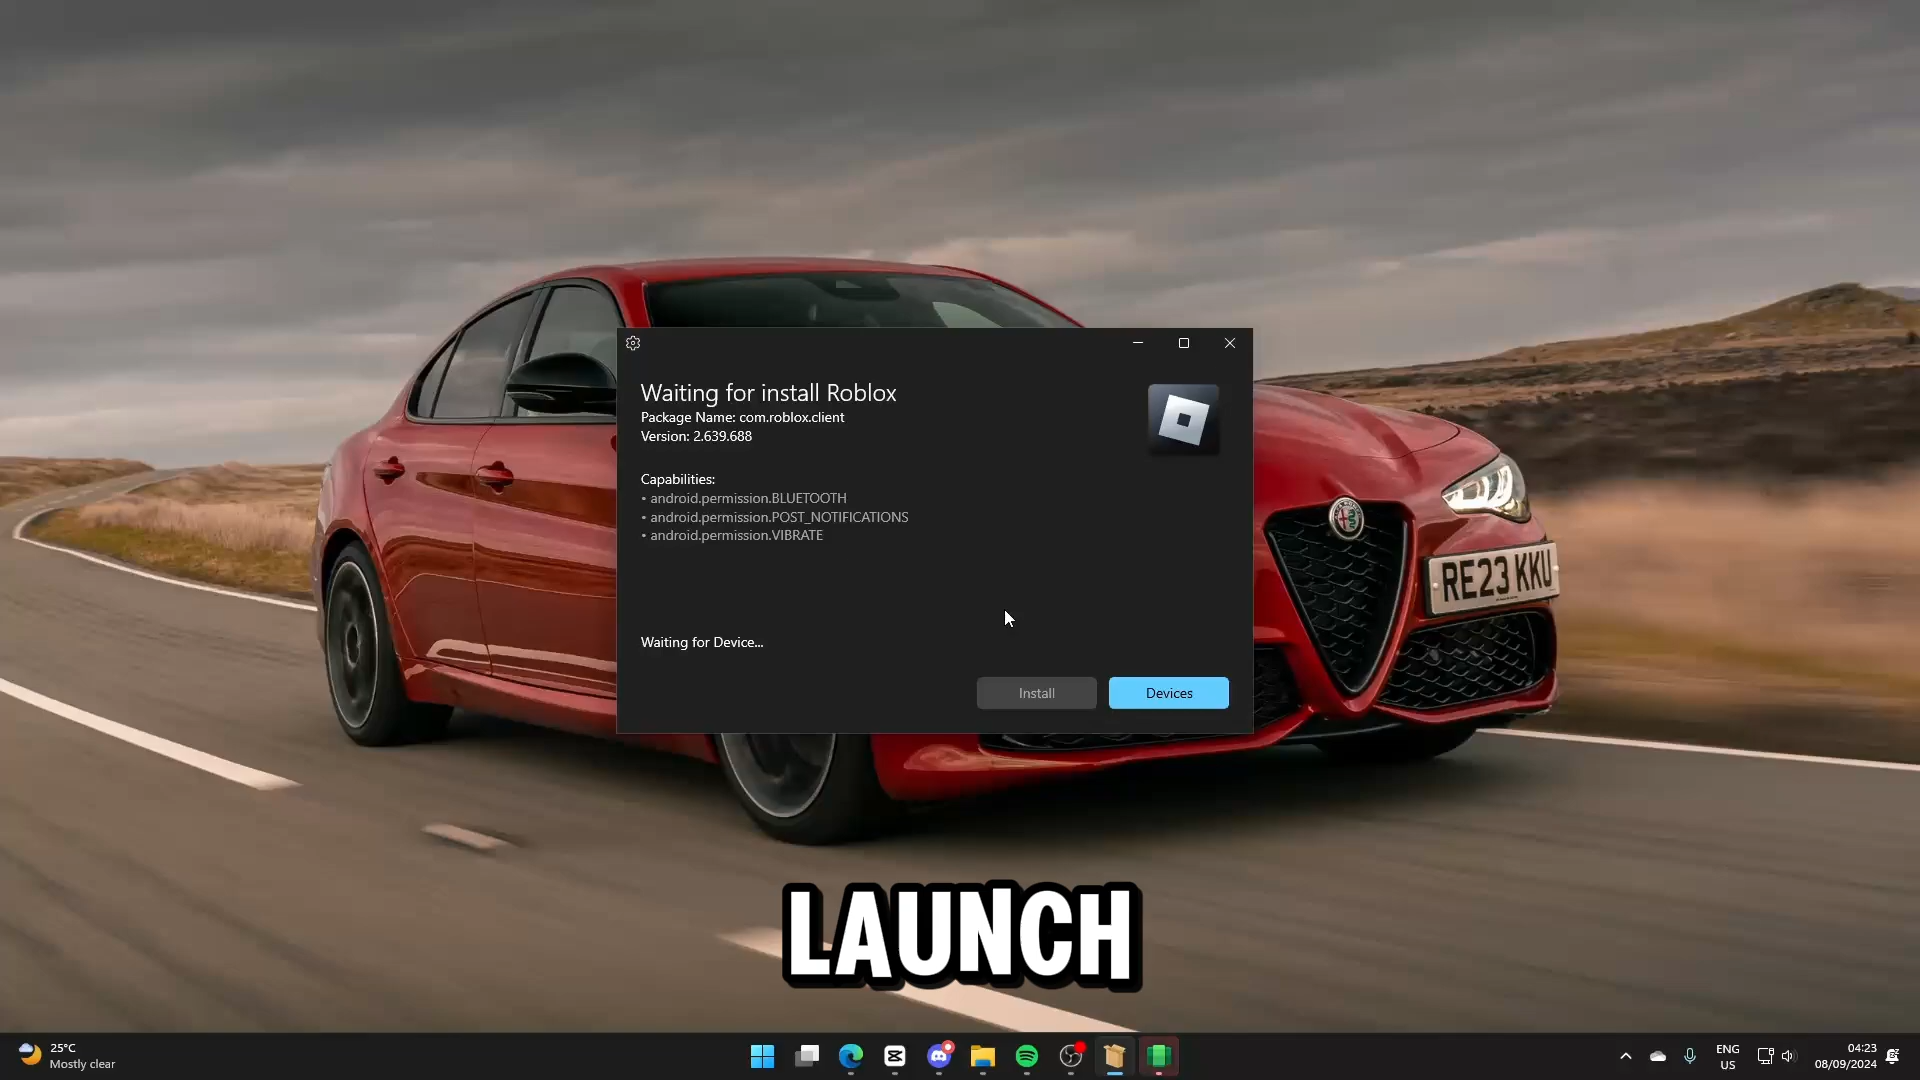 Waiting for install Roblox
Package Name: com.roblox.client
Version: 2.639.688
Capabilities:
• android.permission.BLUETOOTH
• android.permission.POST_NOTIFICATIONS
• android.permission.VIBRATE
Waiting for Device...
Install
Devices
RE23 KKU
LAUNCH
25°C
Mostly clear
ENG
US
04:23
08/09/2024